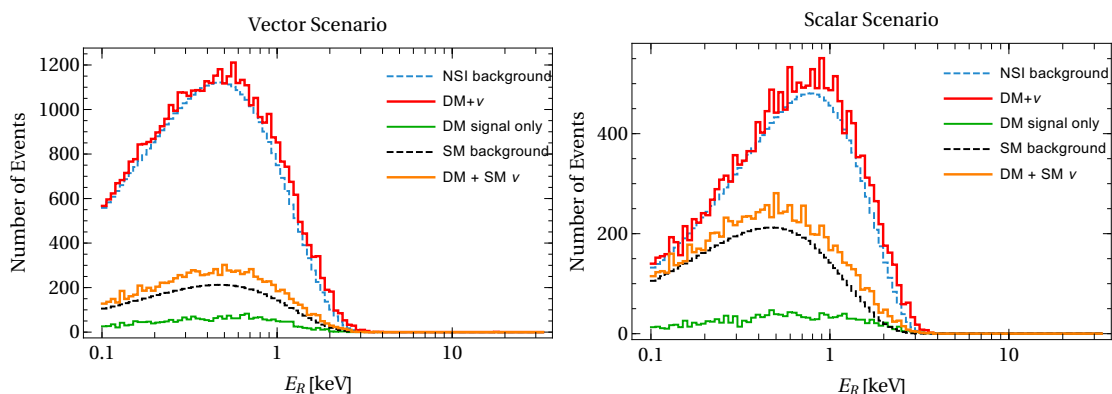 Vector Scenario
1200
1000
800
600
400
200
0
Number of Events
0.1
1
10
E_R [keV]
NSI background
DM+ν
DM signal only
SM background
DM + SM ν
Scalar Scenario
400
200
0
Number of Events
0.1
1
10
E_R [keV]
NSI background
DM+ν
DM signal only
SM background
DM + SM ν